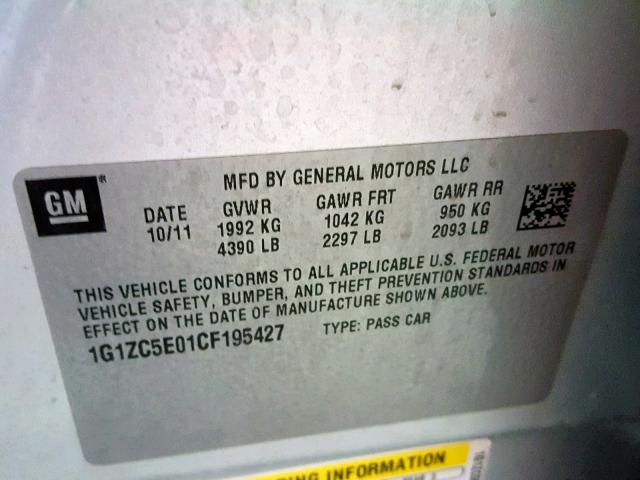 GM®
MFD BY GENERAL MOTORS LLC
DATE GVWR GAWR FRT GAWR RR
10/11 1992 KG 1042 KG 950 KG
4390 LB 2297 LB 2093 LB
THIS VEHICLE CONFORMS TO ALL APPLICABLE U.S. FEDERAL MOTOR
VEHICLE SAFETY, BUMPER, AND THEFT PREVENTION STANDARDS IN
EFFECT ON THE DATE OF MANUFACTURE SHOWN ABOVE.
1G1ZC5E01CF195427 TYPE: PASS CAR
INFORMATION